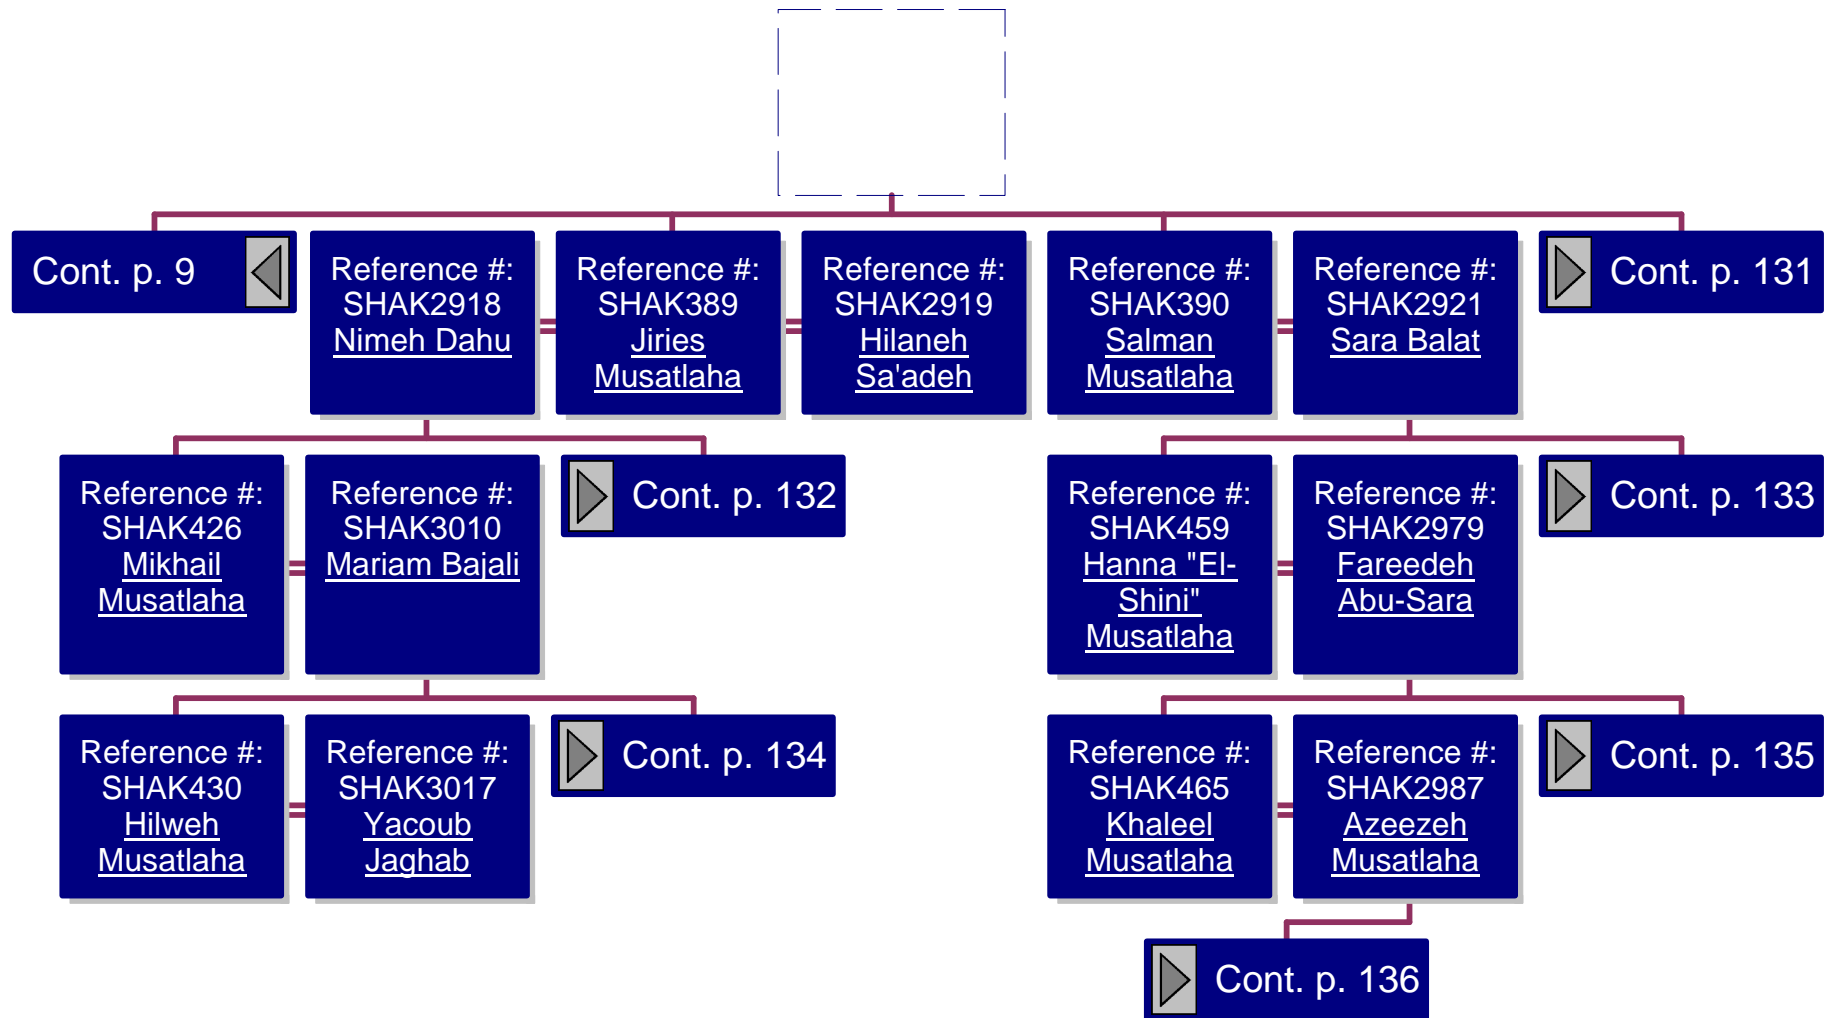 Cont. p. 9
Reference #:
SHAK2918
Nimeh Dahu
Reference #:
SHAK389
Jiries
Musatlaha
Reference #:
SHAK2919
Hilaneh
Sa'adeh
Reference #:
SHAK390
Salman
Musatlaha
Reference #:
SHAK2921
Sara Balat
Cont. p. 131
Reference #:
SHAK426
Mikhail
Musatlaha
Reference #:
SHAK3010
Mariam Bajali
Cont. p. 132
Reference #:
SHAK459
Hanna "El-
Shini"
Musatlaha
Reference #:
SHAK2979
Fareedeh
Abu-Sara
Cont. p. 133
Reference #:
SHAK430
Hilweh
Musatlaha
Reference #:
SHAK3017
Yacoub
Jaghab
Cont. p. 134
Reference #:
SHAK465
Khaleel
Musatlaha
Reference #:
SHAK2987
Azeezeh
Musatlaha
Cont. p. 135
Cont. p. 136